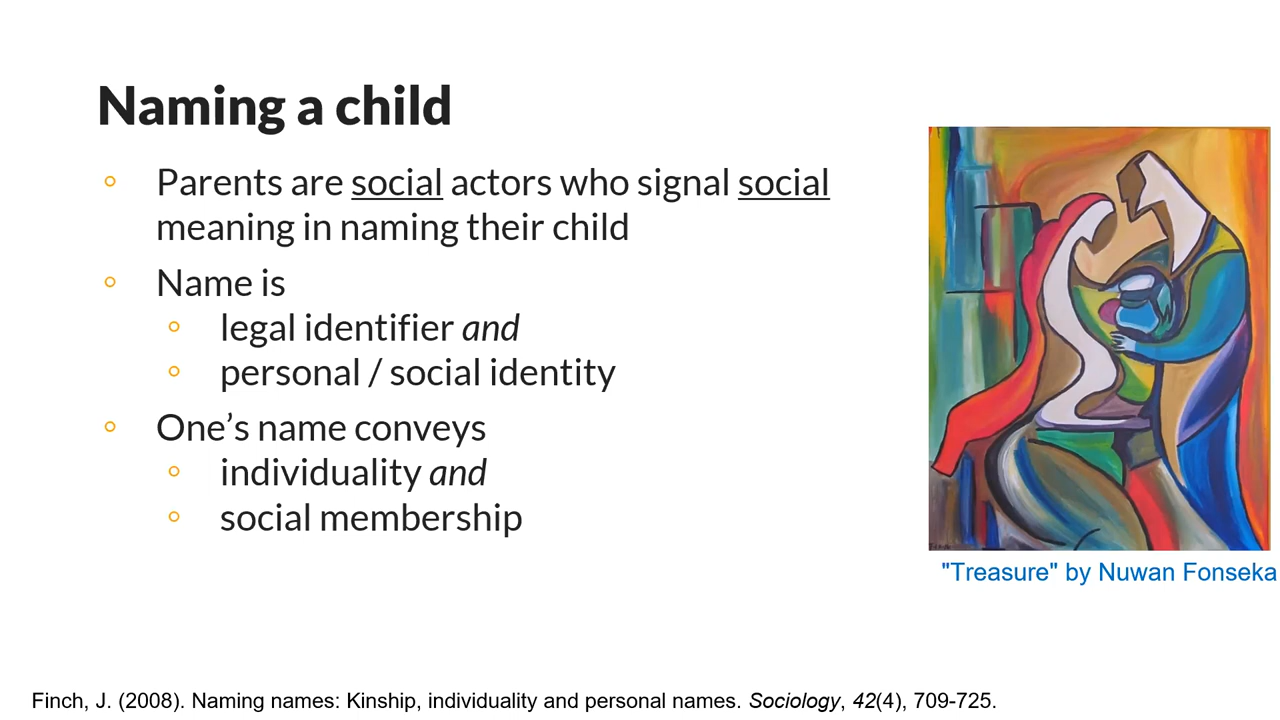 Naming a child
Parents are social actors who signal social
meaning in naming their child
Name is
legal identifier and
personal / social identity
One’s name conveys
individuality and
social membership
"Treasure" by Nuwan Fonseka
Finch, J. (2008). Naming names: Kinship, individuality and personal names. Sociology, 42(4), 709-725.